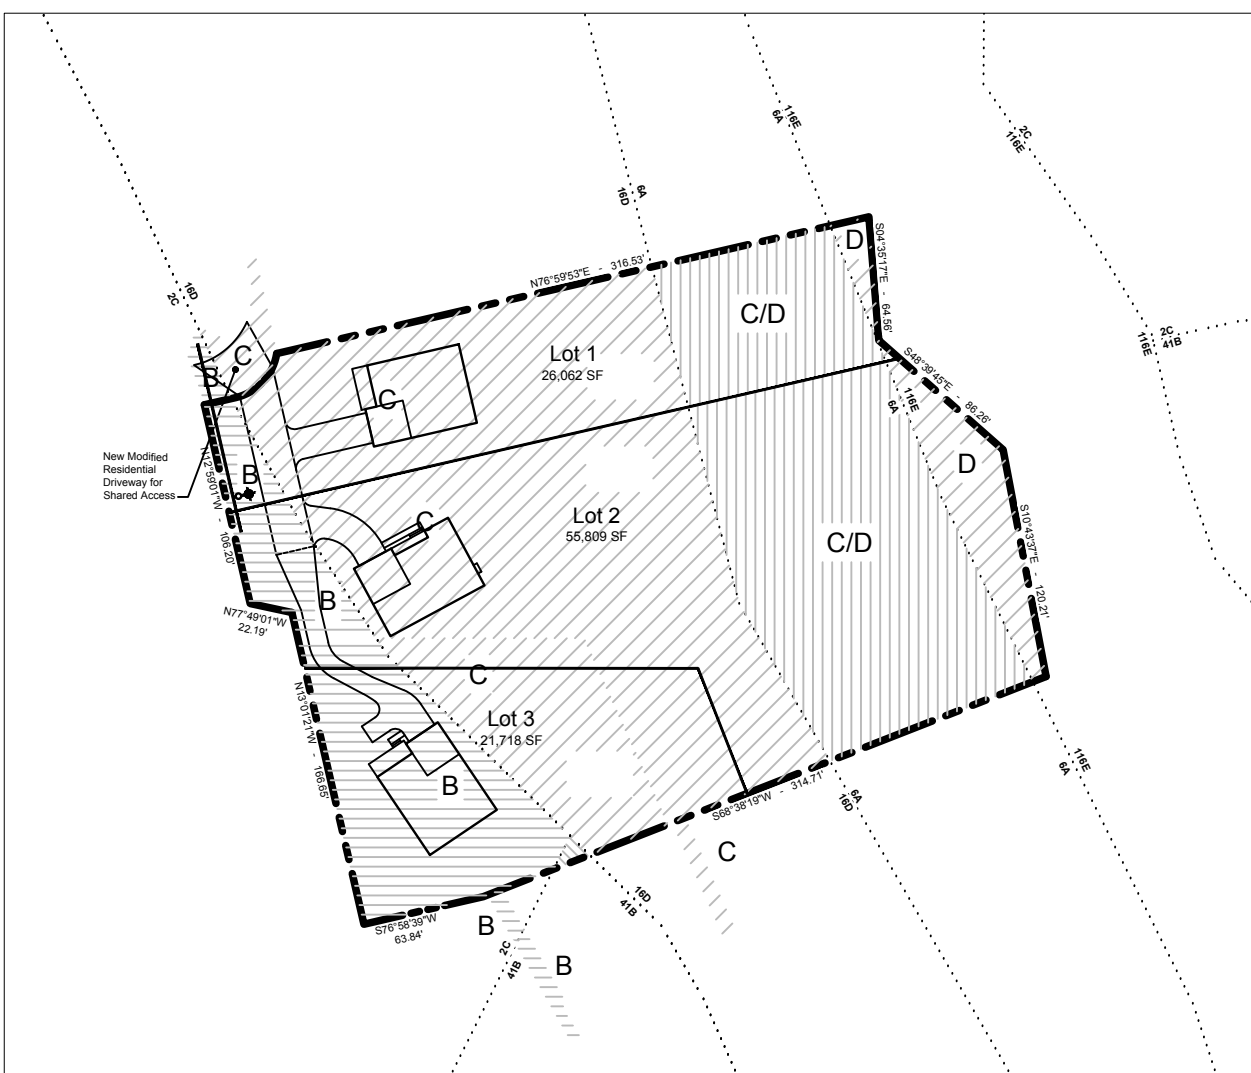 116E
6A
2C
116E
6A
16D
16D
2C
2C
41B
116E
N76°59'53"E - 316.53'
D
S04°35'17"E - 64.56'
C/D
Lot 1
26,062 SF
C
B
C
S48°39'45"E - 86.26'
116E
6A
D
New Modified
Residential
Driveway for
Shared Access
N12°59'01"W - 106.20'
B
C
Lot 2
55,809 SF
C/D
S10°43'37"E - 120.21'
B
N77°49'01"W
22.19'
C
N13°01'21"W - 166.65'
Lot 3
21,718 SF
B
S68°38'19"W - 314.71'
6A
16D
116E
6A
C
16D
41B
S76°58'39"W
63.84'
B
2C
41B
B